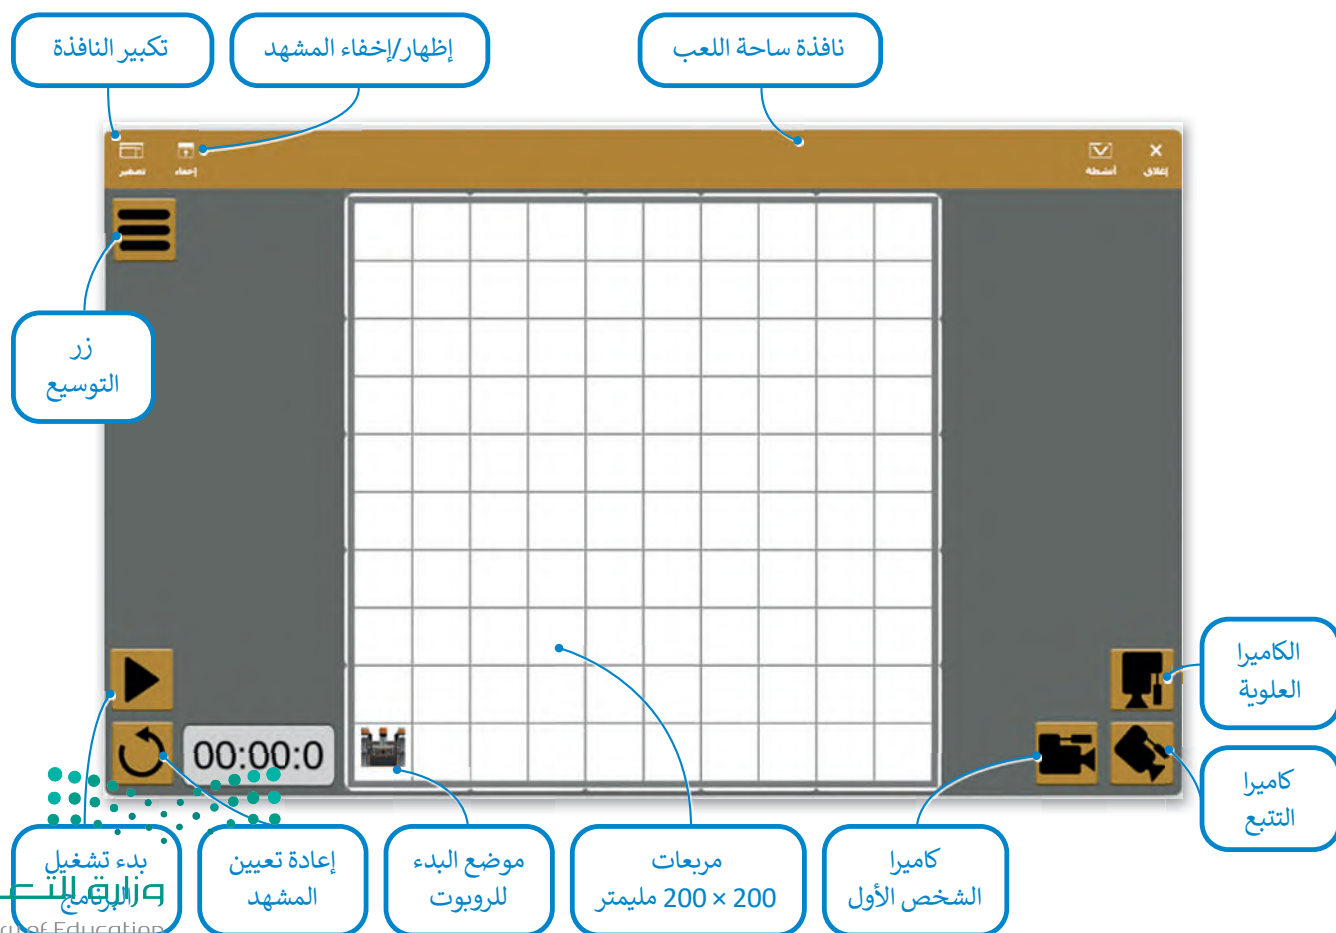 نافذة ساحة اللعب
إظهار/إخفاء المشهد
تكبير النافذة
إغلاق
أنشطة
إخفاء
تصغير
زر
التوسيع
الكاميرا
العلوية
كاميرا
التتبع
00:00:0
كاميرا
الشخص الأول
مربعات
200 × 200 مليمتر
موضع البدء
للروبوت
إعادة تعيين
المشهد
بدء تشغيل
البرنامج
وزارة التع
ry of Education